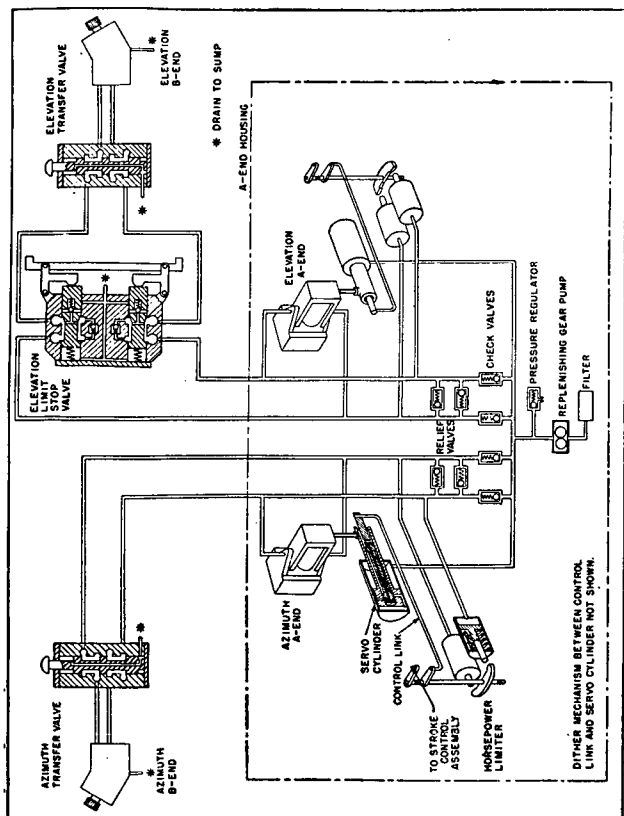 ELEVATION
TRANSFER VALVE
ELEVATION
B-END
* DRAIN TO SUMP
ELEVATION
LIMIT
STOP
VALVE
A-END HOUSING
ELEVATION
A-END
CHECK VALVES
PRESSURE REGULATOR
REPLENISHING GEAR PUMP
FILTER
RELIEF
VALVES
AZIMUTH
TRANSFER VALVE
AZIMUTH
B-END
AZIMUTH
A-END
SERVO
CYLINDER
CONTROL LINK
TO STROKE
CONTROL
ASSEMBLY
HORSEPOWER
LIMITER
DITHER MECHANISM BETWEEN CONTROL
LINK AND SERVO CYLINDER NOT SHOWN.